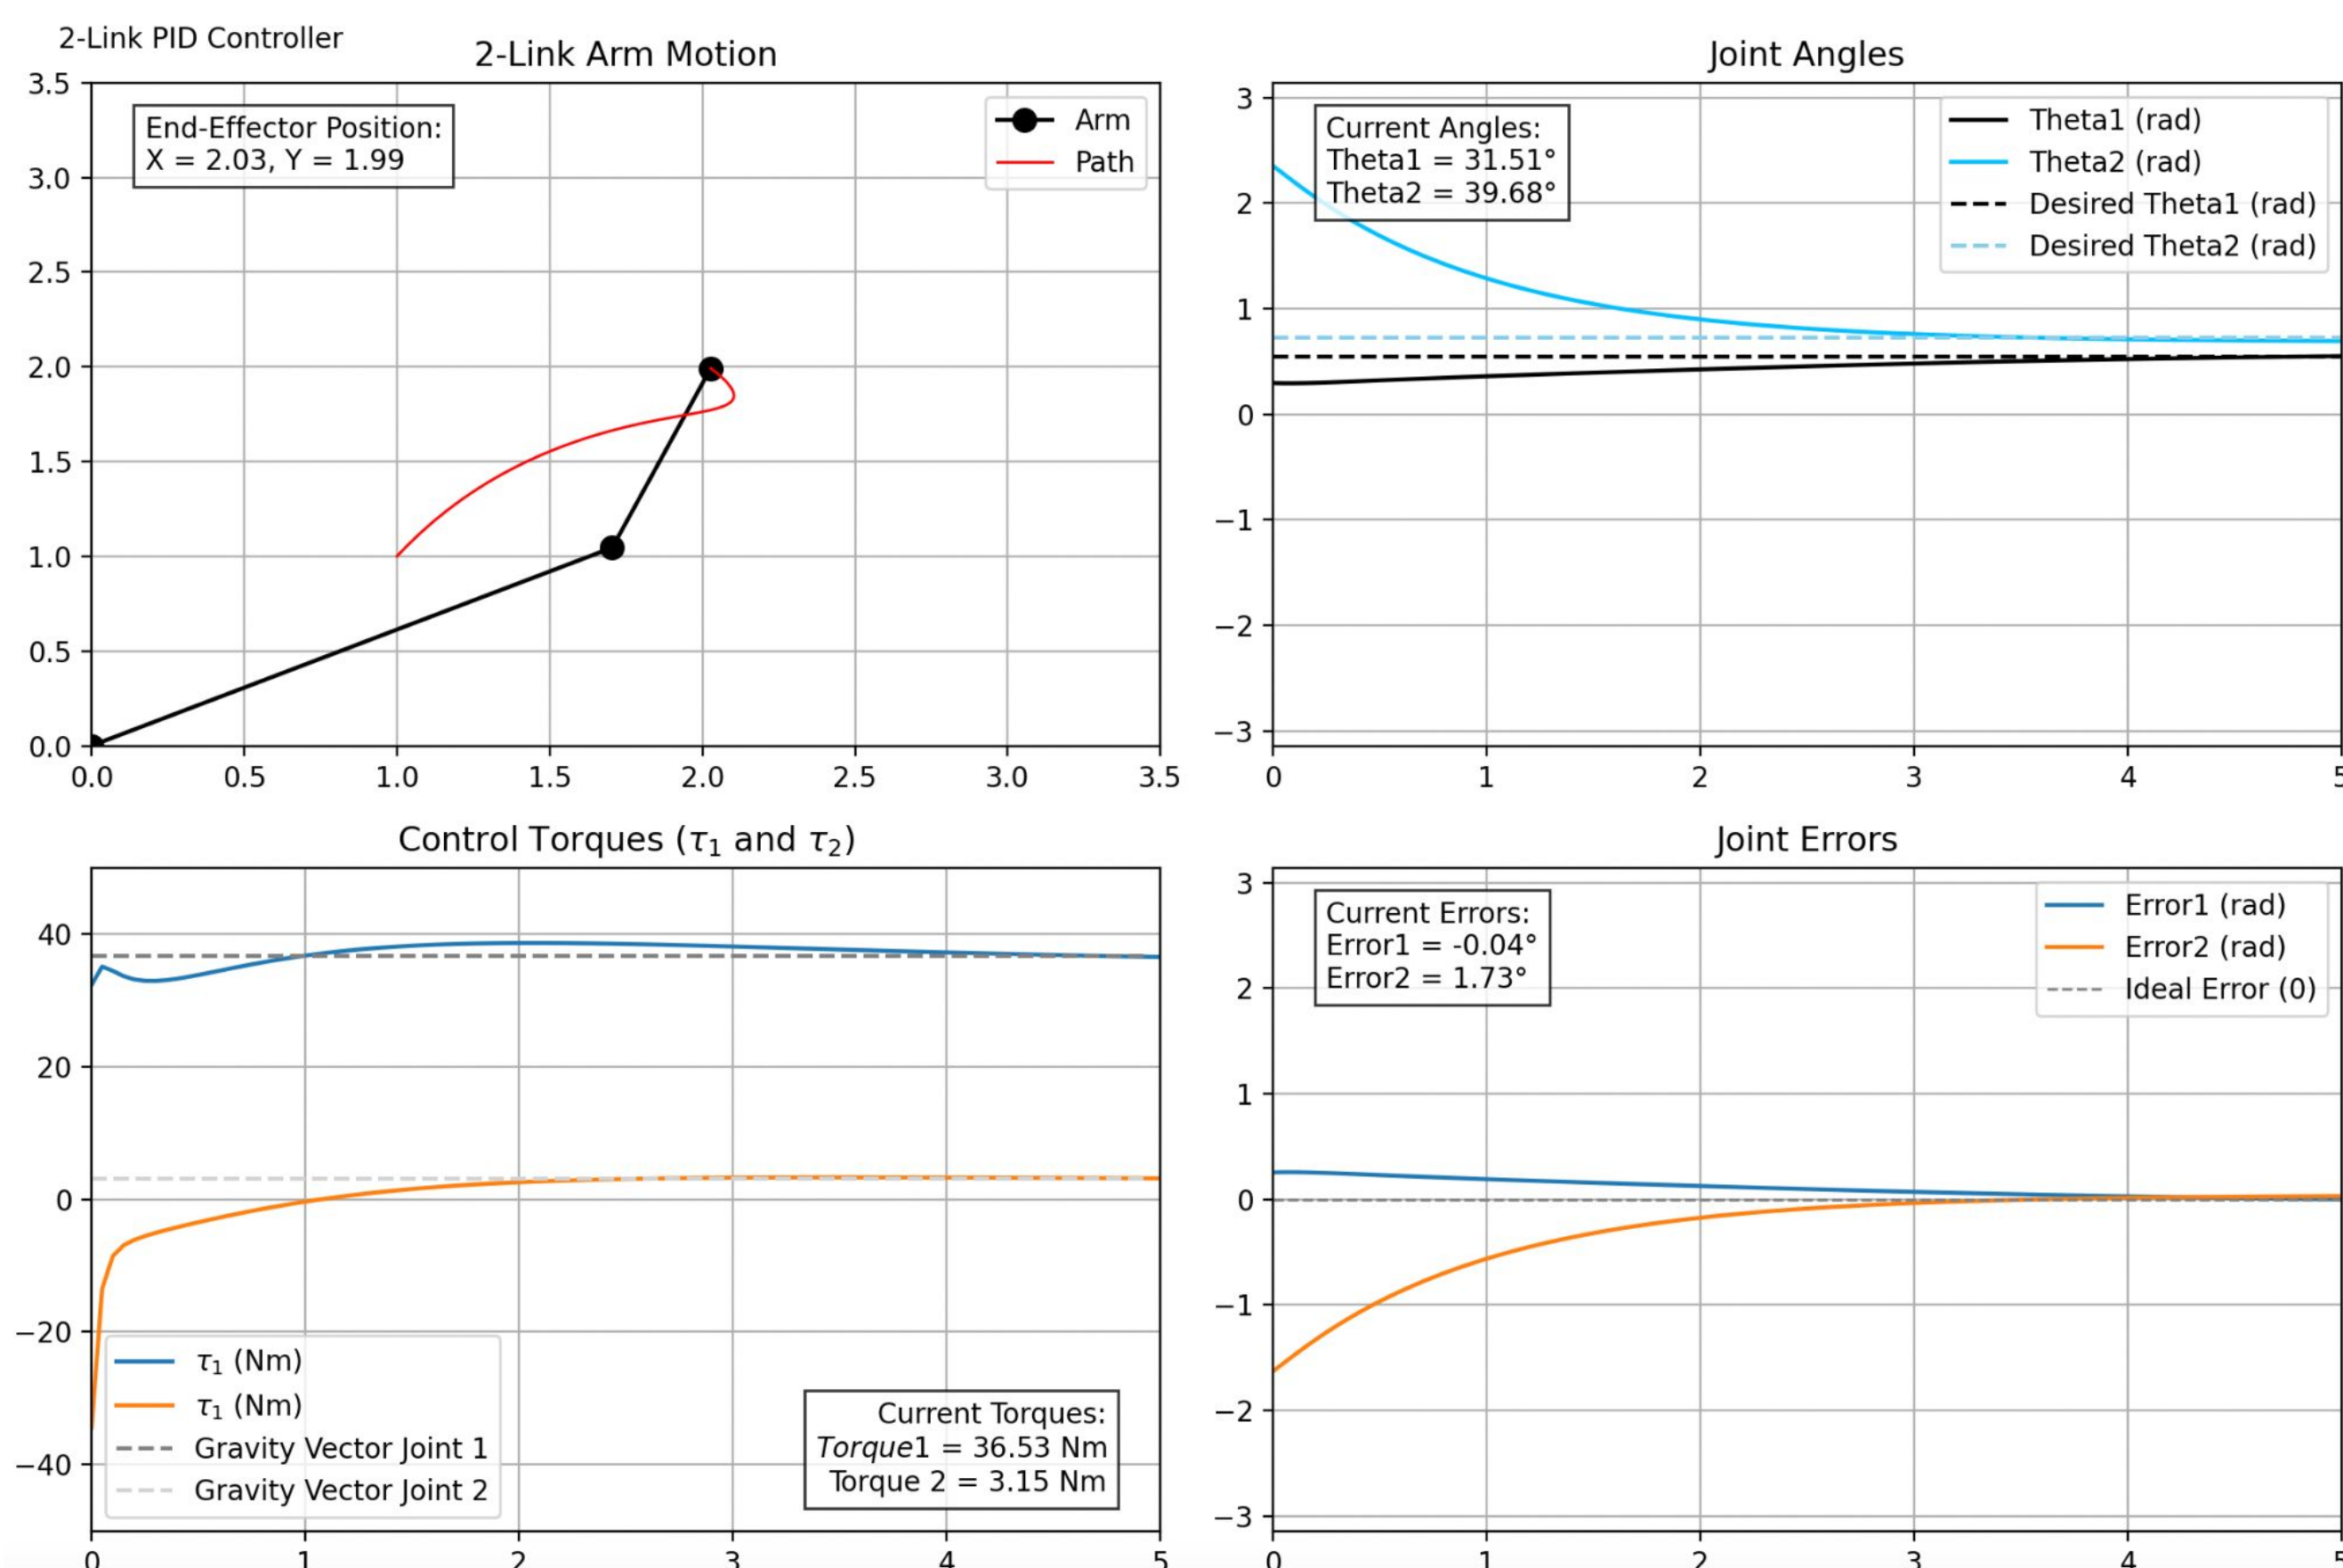 2-Link PID Controller
2-Link Arm Motion
3.5
3.0
2.5
2.0
1.5
1.0
0.5
0.0
End-Effector Position:
X = 2.03, Y = 1.99
Arm
Path
0.0 0.5 1.0 1.5 2.0 2.5 3.0 3.5
Joint Angles
3
2
1
0
−1
−2
−3
Current Angles:
Theta1 = 31.51°
Theta2 = 39.68°
Theta1 (rad)
Theta2 (rad)
Desired Theta1 (rad)
Desired Theta2 (rad)
0 1 2 3 4 5
Control Torques (τ₁ and τ₂)
40
20
0
−20
−40
τ₁ (Nm)
τ₁ (Nm)
Gravity Vector Joint 1
Gravity Vector Joint 2
Current Torques:
Torque1 = 36.53 Nm
Torque 2 = 3.15 Nm
0 1 2 3 4 5
Joint Errors
3
2
1
0
−1
−2
−3
Current Errors:
Error1 = -0.04°
Error2 = 1.73°
Error1 (rad)
Error2 (rad)
Ideal Error (0)
0 1 2 3 4 5